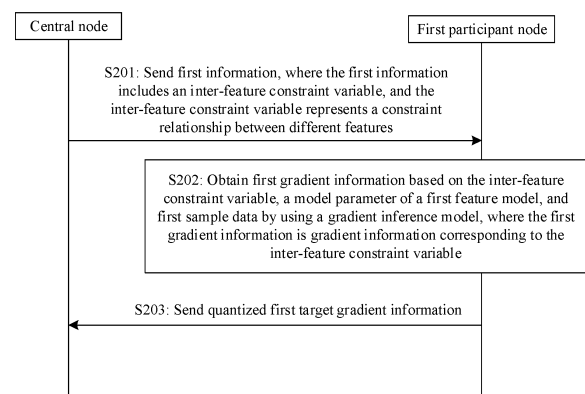 Central node
First participant node
S201: Send first information, where the first information
includes an inter-feature constraint variable, and the
inter-feature constraint variable represents a constraint
relationship between different features
S202: Obtain first gradient information based on the inter-feature
constraint variable, a model parameter of a first feature model, and
first sample data by using a gradient inference model, where the first
gradient information is gradient information corresponding to the
inter-feature constraint variable
S203: Send quantized first target gradient information